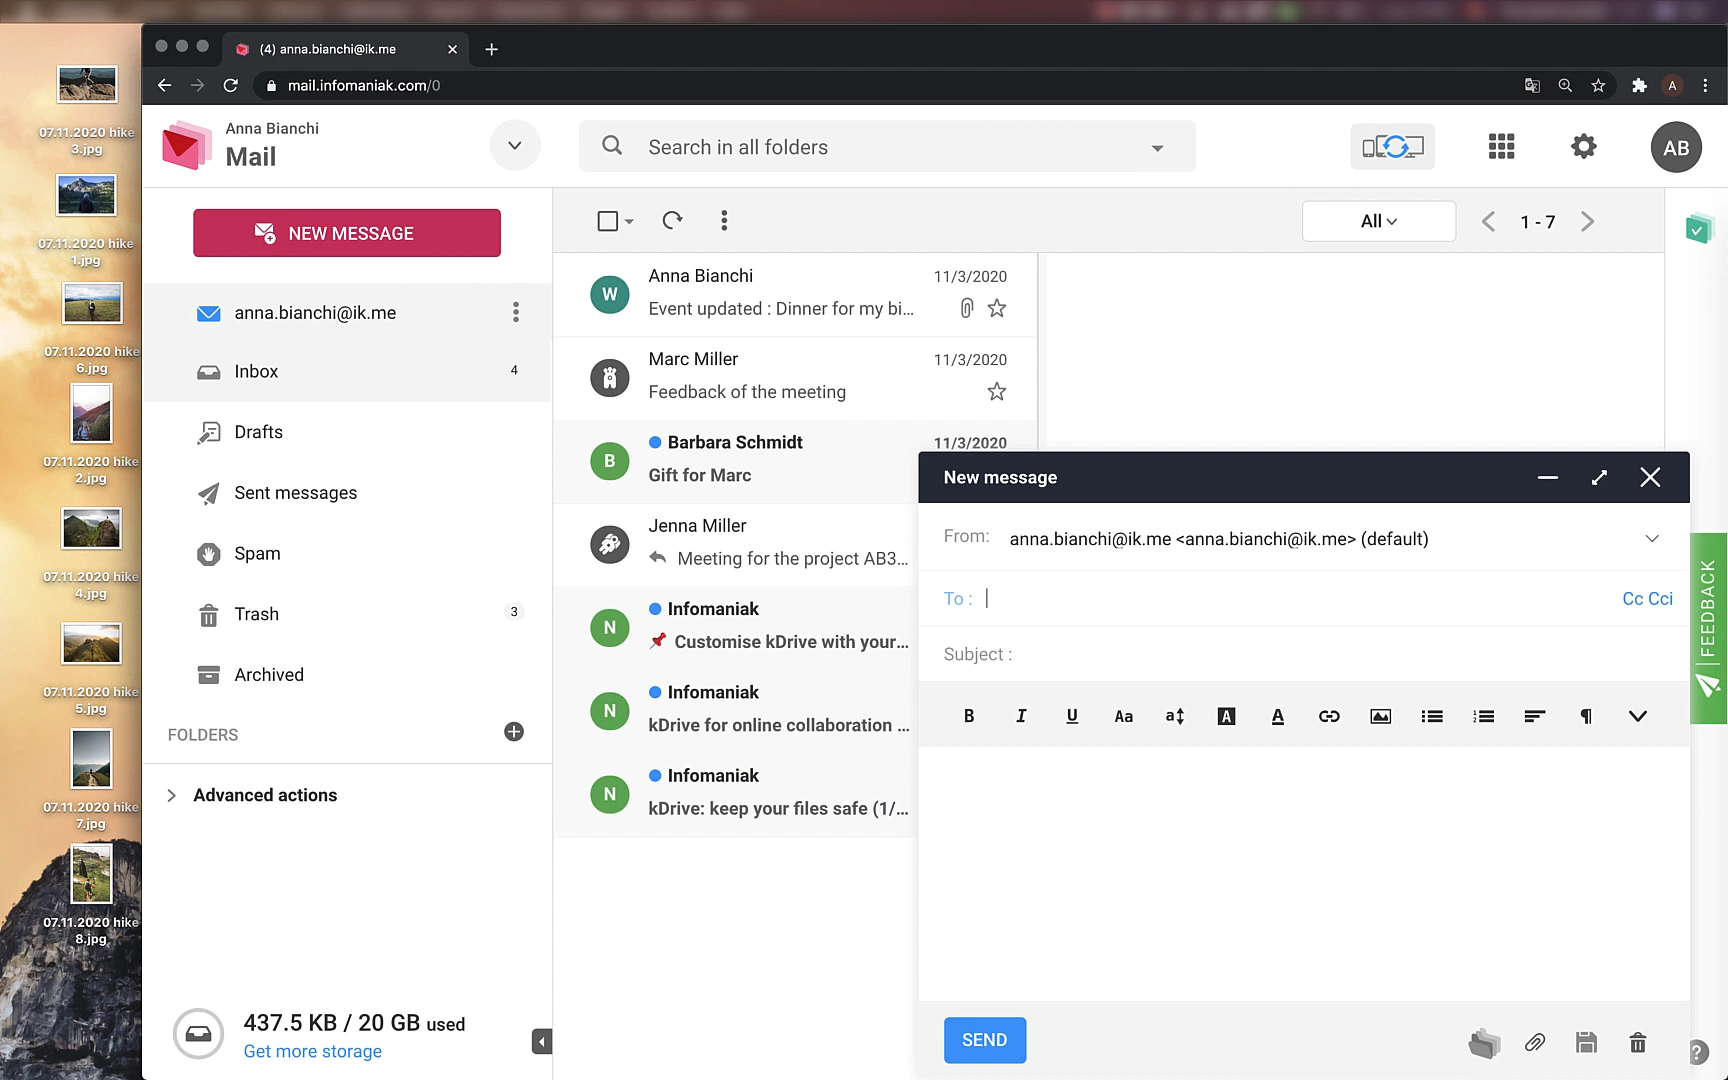 (4) anna.bianchi@ik.me
mail.infomaniak.com/0
A
07.11.2020 hike
3.jpg
07.11.2020 hike
1.jpg
07.11.2020 hike
6.jpg
07.11.2020 hike
2.jpg
07.11.2020 hike
4.jpg
07.11.2020 hike
5.jpg
07.11.2020 hike
7.jpg
07.11.2020 hike
8.jpg
Anna Bianchi
Mail
Search in all folders
AB
NEW MESSAGE
anna.bianchi@ik.me
Inbox 4
Drafts
Sent messages
Spam
Trash 3
Archived
FOLDERS
Advanced actions
437.5 KB / 20 GB used
Get more storage
All
1 - 7
W
Anna Bianchi 11/3/2020
Event updated : Dinner for my bi...
Marc Miller 11/3/2020
Feedback of the meeting
B
Barbara Schmidt 11/3/2020
Gift for Marc
Jenna Miller
Meeting for the project AB3...
N
Infomaniak
Customise kDrive with your...
N
Infomaniak
kDrive for online collaboration ...
N
Infomaniak
kDrive: keep your files safe (1/...
New message
From: anna.bianchi@ik.me <anna.bianchi@ik.me> (default)
To : Cc Cci
Subject :
B I U Aa a A A
SEND
FEEDBACK
?